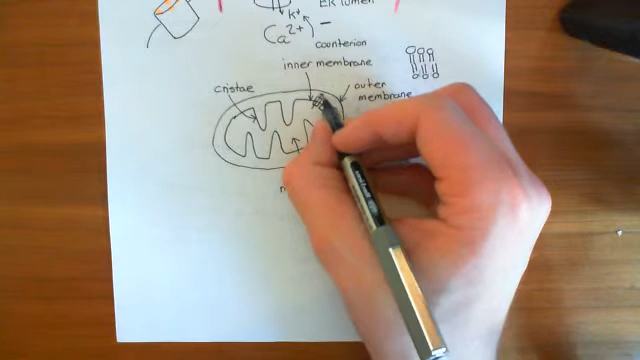 ER lumen
K+
Ca2+
−
counterion
inner membrane
cristae
outer
membrane